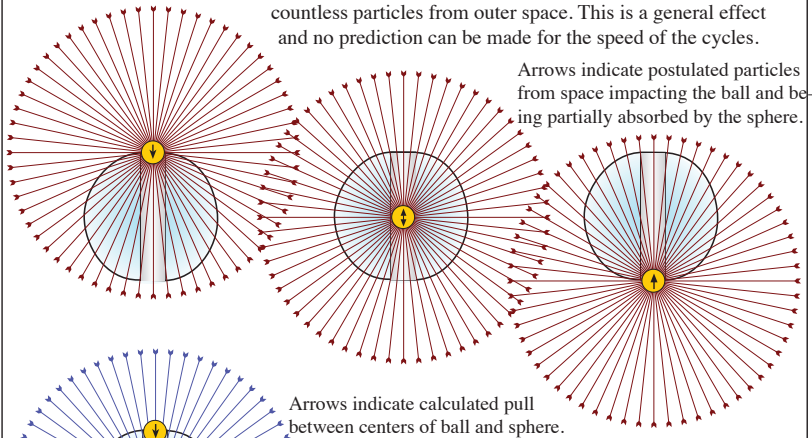 countless particles from outer space. This is a general effect
and no prediction can be made for the speed of the cycles.
Arrows indicate postulated particles
from space impacting the ball and be-
ing partially absorbed by the sphere.
Arrows indicate calculated pull
between centers of ball and sphere.